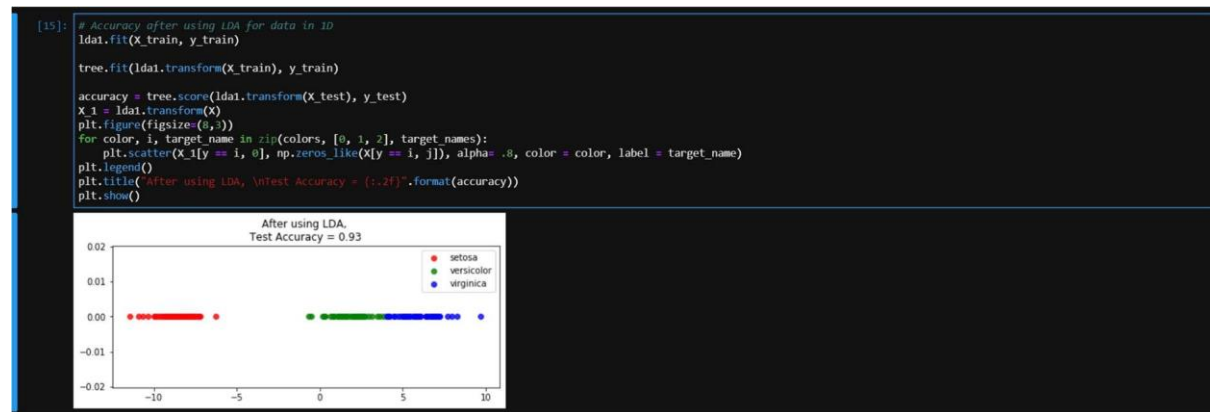 [15]: # Accuracy after using LDA for data in 1D
lda1.fit(X_train, y_train)
tree.fit(lda1.transform(X_train), y_train)
accuracy = tree.score(lda1.transform(X_test), y_test)
X_1 = lda1.transform(X)
plt.figure(figsize=(8,3))
for color, i, target_name in zip(colors, [0, 1, 2], target_names):
plt.scatter(X_1[y == i, 0], np.zeros_like(X[y == i, j]), alpha= .8, color = color, label = target_name)
plt.legend()
plt.title("After using LDA, \nTest Accuracy = {:.2f}".format(accuracy))
plt.show()
After using LDA,
Test Accuracy = 0.93
setosa
versicolor
virginica
0.02
0.01
0.00
−0.01
−0.02
−10 −5 0 5 10